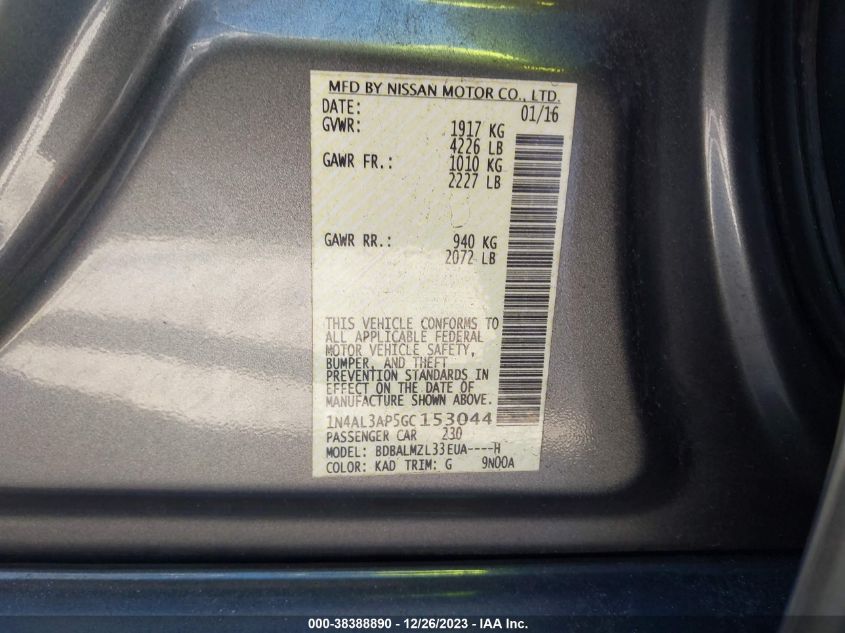 MFD BY NISSAN MOTOR CO., LTD.
DATE: 01/16
GVWR: 1917 KG
4226 LB
GAWR FR.: 1010 KG
2227 LB
GAWR RR.: 940 KG
2072 LB
THIS VEHICLE CONFORMS TO
ALL APPLICABLE FEDERAL
MOTOR VEHICLE SAFETY,
BUMPER, AND THEFT
PREVENTION STANDARDS IN
EFFECT ON THE DATE OF
MANUFACTURE SHOWN ABOVE.
1N4AL3AP5GC153044
PASSENGER CAR 230
MODEL: BDBALMZL33EUA----H
COLOR: KAD TRIM: G 9N00A
000-38388890 - 12/26/2023 - IAA Inc.